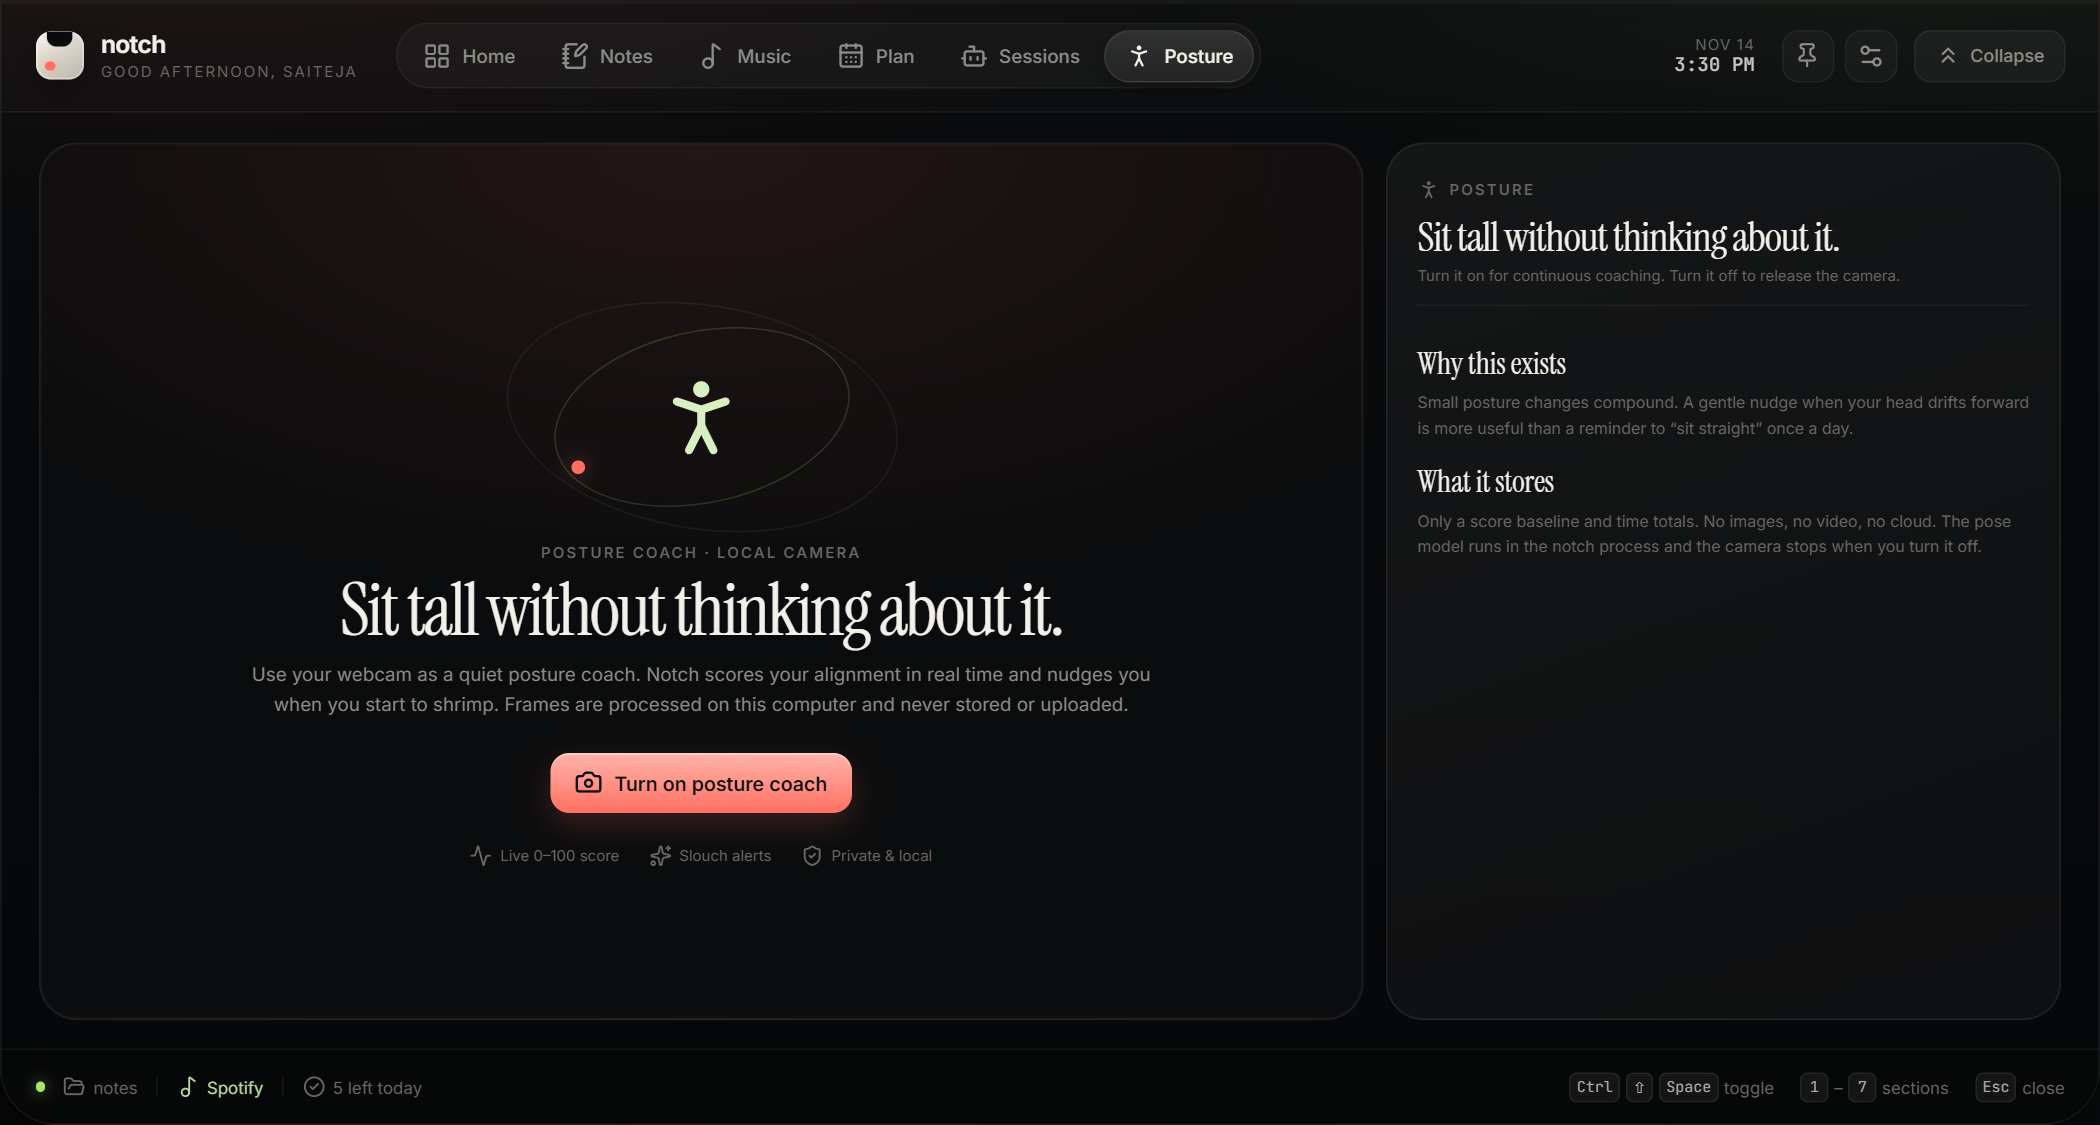 notch
GOOD AFTERNOON, SAITEJA
Home
Notes
Music
Plan
Sessions
Posture
NOV 14
3:30 PM
Collapse
POSTURE COACH · LOCAL CAMERA
Sit tall without thinking about it.
Use your webcam as a quiet posture coach. Notch scores your alignment in real time and nudges you
when you start to shrimp. Frames are processed on this computer and never stored or uploaded.
Turn on posture coach
Live 0–100 score
Slouch alerts
Private & local
POSTURE
Sit tall without thinking about it.
Turn it on for continuous coaching. Turn it off to release the camera.
Why this exists
Small posture changes compound. A gentle nudge when your head drifts forward
is more useful than a reminder to “sit straight” once a day.
What it stores
Only a score baseline and time totals. No images, no video, no cloud. The pose
model runs in the notch process and the camera stops when you turn it off.
notes
Spotify
5 left today
Ctrl ⇧ Space toggle
1 – 7 sections
Esc close